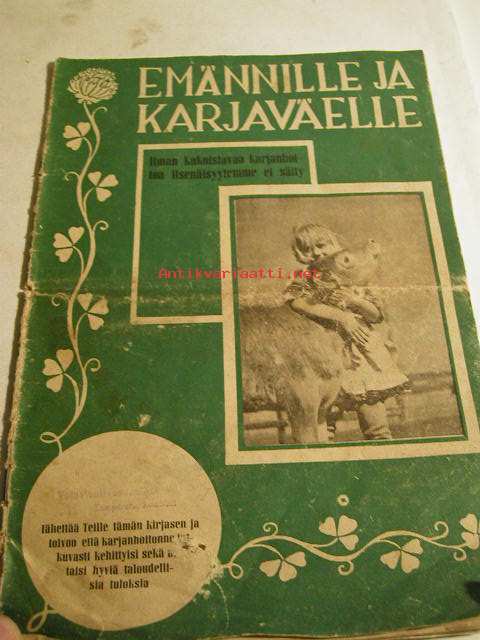 EMÄNNILLE JA
KARJAVÄELLE
Ilman kukoistavaa karjanhoi-
toa itsenäisyytemme ei säily
Antikvariaatti.net
lähettää Teille tämän kirjasen ja
toivoo että karjanhoitonne
kuvasti kehittyisi sekä
taisi hyviä taloudelli-
sia tuloksia